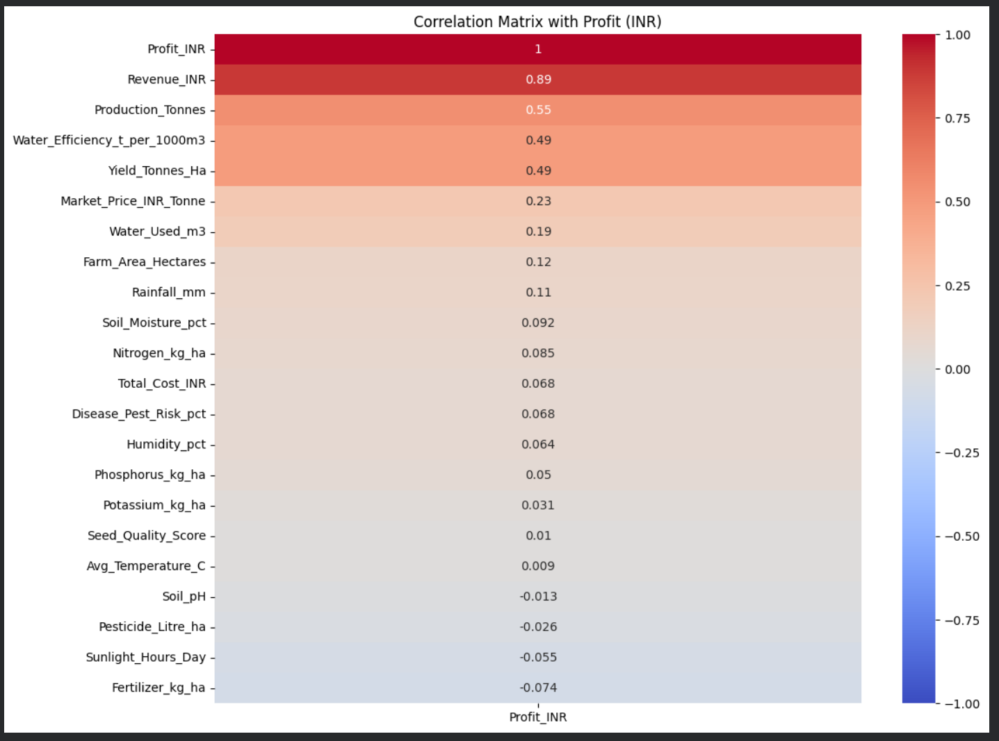 Correlation Matrix with Profit (INR)
Profit_INR 1
Revenue_INR 0.89
Production_Tonnes 0.55
Water_Efficiency_t_per_1000m3 0.49
Yield_Tonnes_Ha 0.49
Market_Price_INR_Tonne 0.23
Water_Used_m3 0.19
Farm_Area_Hectares 0.12
Rainfall_mm 0.11
Soil_Moisture_pct 0.092
Nitrogen_kg_ha 0.085
Total_Cost_INR 0.068
Disease_Pest_Risk_pct 0.068
Humidity_pct 0.064
Phosphorus_kg_ha 0.05
Potassium_kg_ha 0.031
Seed_Quality_Score 0.01
Avg_Temperature_C 0.009
Soil_pH -0.013
Pesticide_Litre_ha -0.026
Sunlight_Hours_Day -0.055
Fertilizer_kg_ha -0.074
Profit_INR
1.00
0.75
0.50
0.25
0.00
−0.25
−0.50
−0.75
−1.00